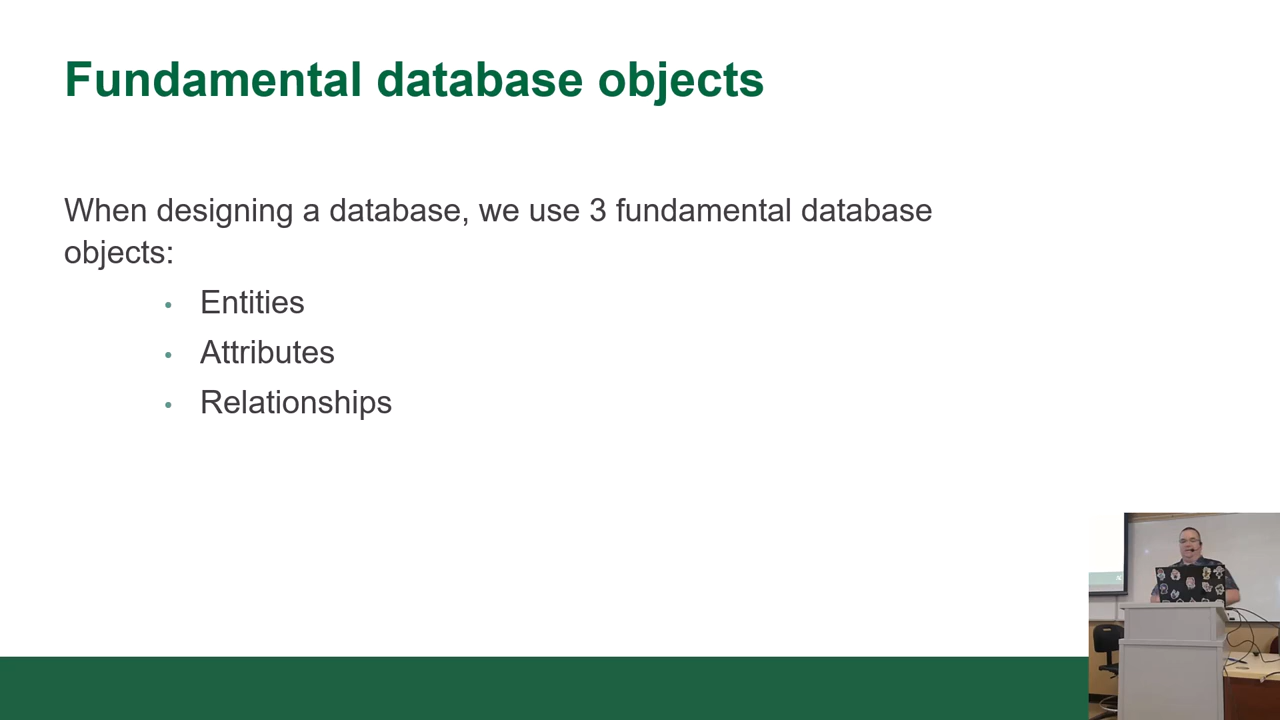 Fundamental database objects
When designing a database, we use 3 fundamental database
objects:
• Entities
• Attributes
• Relationships